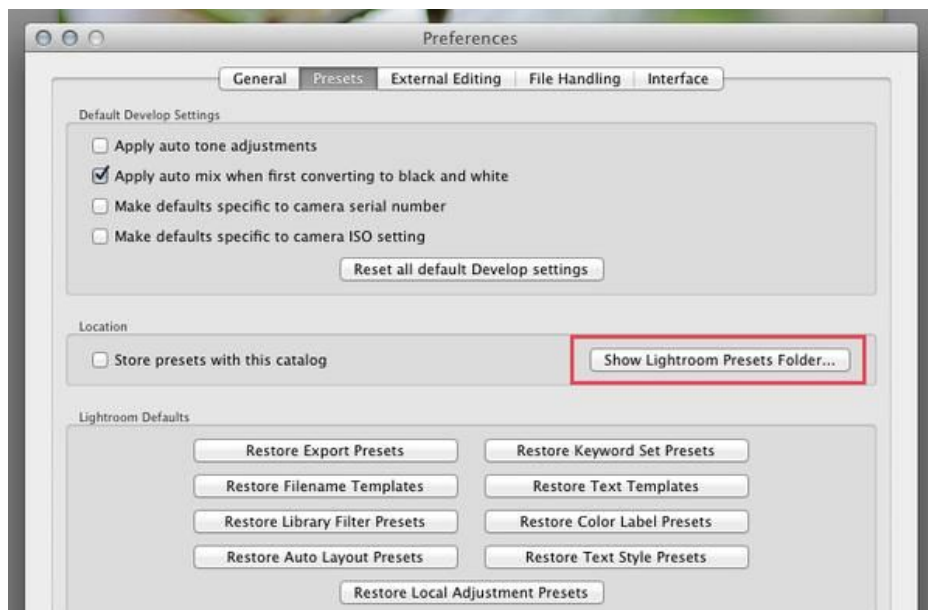 Preferences
General Presets External Editing File Handling Interface
Default Develop Settings
Apply auto tone adjustments
Apply auto mix when first converting to black and white
Make defaults specific to camera serial number
Make defaults specific to camera ISO setting
Reset all default Develop settings
Location
Store presets with this catalog Show Lightroom Presets Folder...
Lightroom Defaults
Restore Export Presets Restore Keyword Set Presets
Restore Filename Templates Restore Text Templates
Restore Library Filter Presets Restore Color Label Presets
Restore Auto Layout Presets Restore Text Style Presets
Restore Local Adjustment Presets